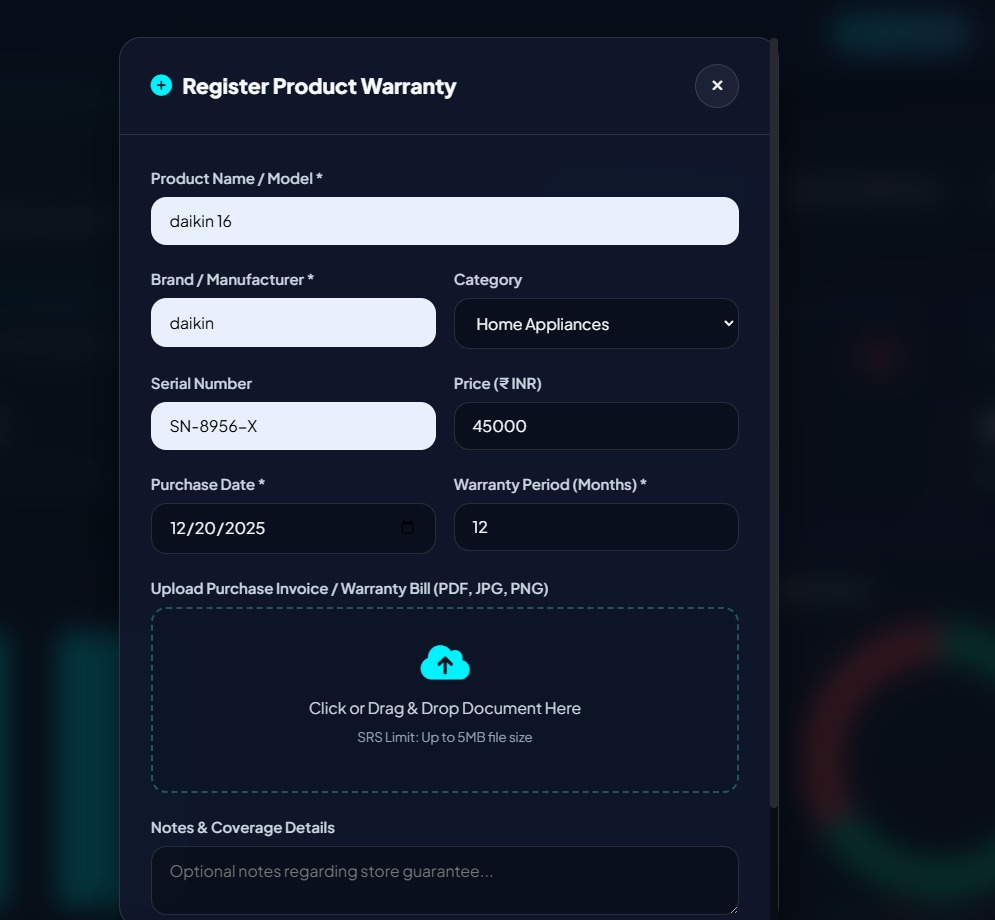 Register Product Warranty
Product Name / Model *
daikin 16
Brand / Manufacturer *
Category
daikin
Home Appliances
Serial Number
Price (₹ INR)
SN-8956-X
45000
Purchase Date *
Warranty Period (Months) *
12/20/2025
12
Upload Purchase Invoice / Warranty Bill (PDF, JPG, PNG)
Click or Drag & Drop Document Here
SRS Limit: Up to 5MB file size
Notes & Coverage Details
Optional notes regarding store guarantee...